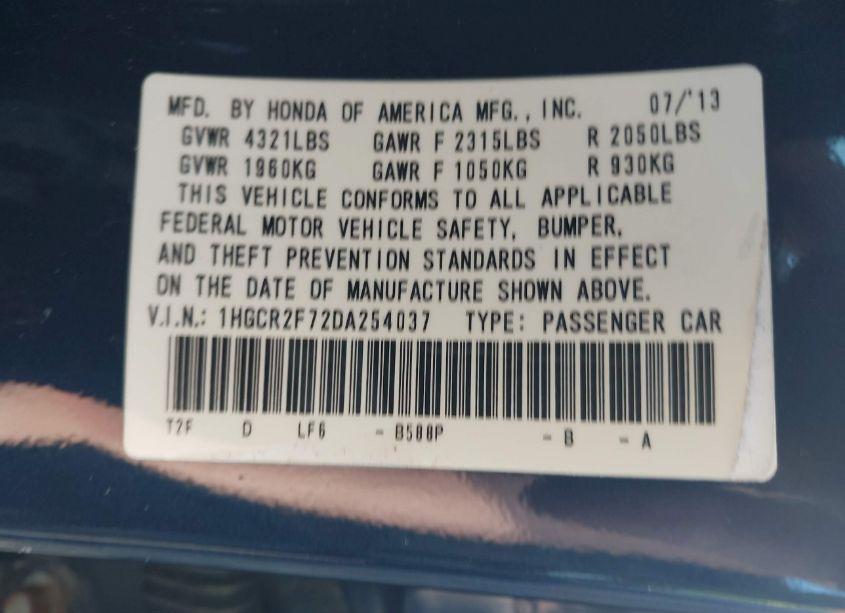 MFD. BY HONDA OF AMERICA MFG., INC. 07/'13
GVWR 4321LBS GAWR F 2315LBS R 2050LBS
GVWR 1960KG GAWR F 1050KG R 930KG
THIS VEHICLE CONFORMS TO ALL APPLICABLE
FEDERAL MOTOR VEHICLE SAFETY, BUMPER,
AND THEFT PREVENTION STANDARDS IN EFFECT
ON THE DATE OF MANUFACTURE SHOWN ABOVE.
V.I.N.: 1HGCR2F72DA254037 TYPE: PASSENGER CAR
T2F D LF6 - B588P - B - A